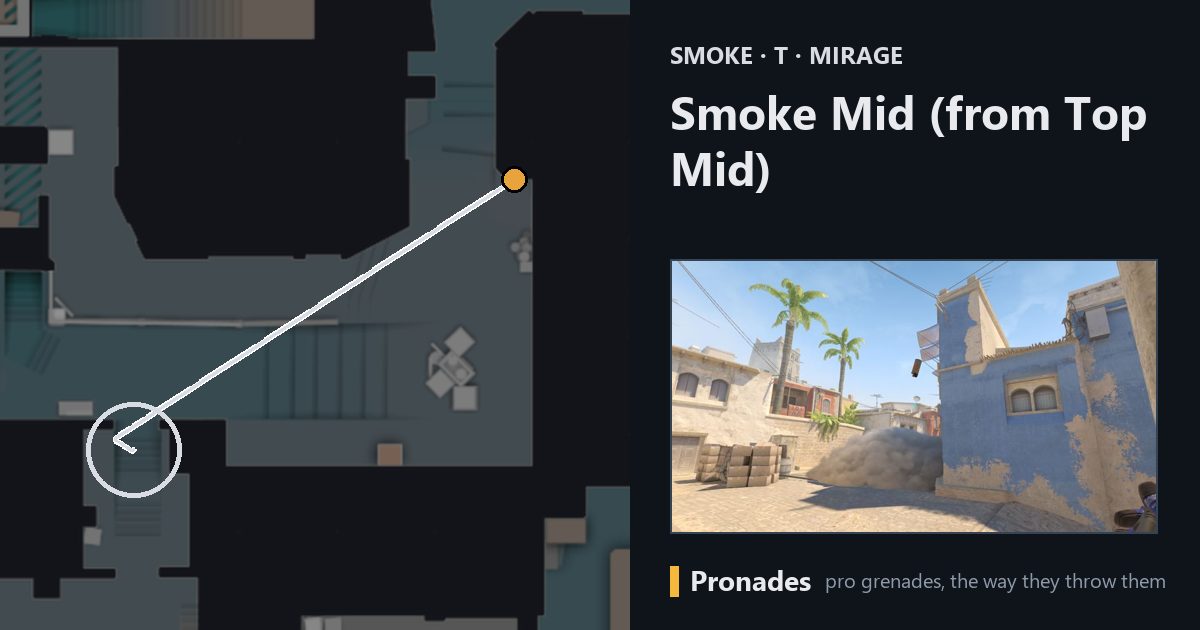 SMOKE · T · MIRAGE
Smoke Mid (from Top
Mid)
Pronades pro grenades, the way they throw them